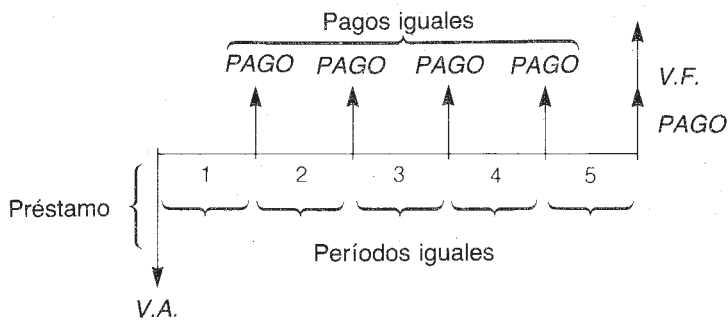 Pagos iguales
PAGO PAGO PAGO PAGO
V.F.
PAGO
1 2 3 4 5
Préstamo
Períodos iguales
V.A.